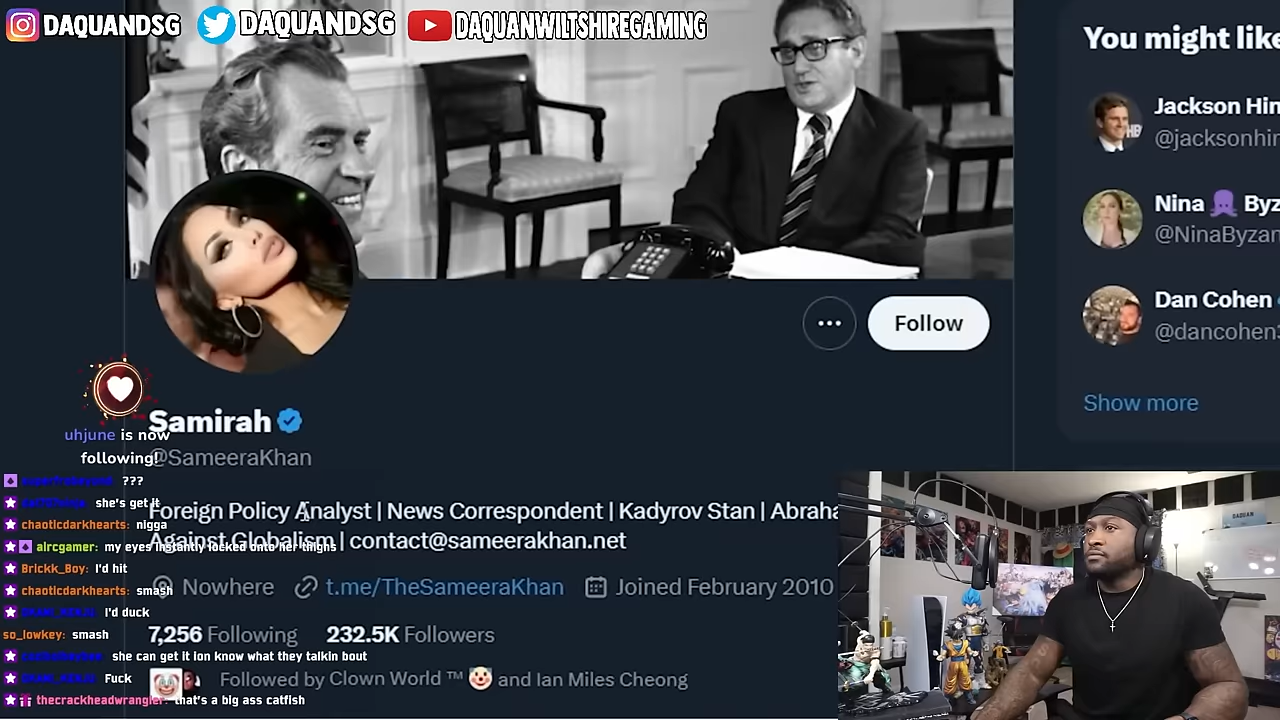 DAQUANDSG DAQUANDSG DAQUANWILTSHIREGAMING
You might like
Jackson Hin
@jacksonhin
Nina 🐙 Byz
@NinaByzan
Dan Cohen
@dancohen3
Show more
Follow
Samirah
@SameeraKhan
Foreign Policy Analyst | News Correspondent | Kadyrov Stan | Abraha
Against Globalism | contact@sameerakhan.net
Nowhere t.me/TheSameeraKhan Joined February 2010
7,256 Following 232.5K Followers
Followed by Clown World ™ 🤡 and Ian Miles Cheong
uhjune is now
following!
???
she's get it
chaoticdarkhearts: nigga
aircgamer: my eyes instantly locked onto her thighs
Brickk_Boy: I'd hit
chaoticdarkhearts: smash
I'd duck
so_lowkey: smash
she can get it ion know what they talkin bout
Fuck
thecrackheadwrangler: that's a big ass catfish
DAQUAN